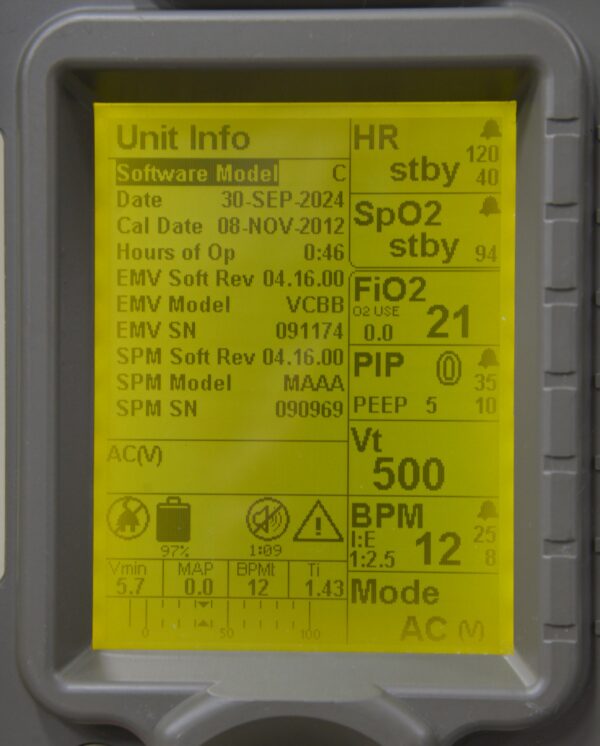 Unit Info
Software Model C
Date 30-SEP-2024
Cal Date 08-NOV-2012
Hours of Op 0:46
EMV Soft Rev 04.16.00
EMV Model VCBB
EMV SN 091174
SPM Soft Rev 04.16.00
SPM Model MAAA
SPM SN 090969
AC(V)
97%
1:09
Vmin MAP BPMt Ti
5.7 0.0 12 1.43
0 50 100
HR
120
stby 40
SpO2
stby 94
FiO2
O2 USE
0.0 21
PIP
0
35
PEEP 5 10
Vt
500
BPM
I:E 25
1:2.5 12 8
Mode
AC (V)